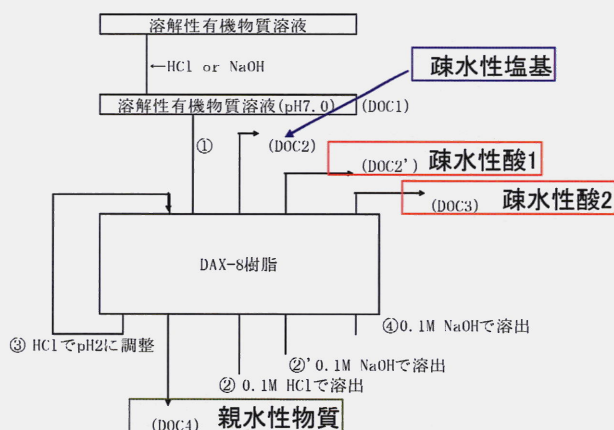 溶解性有機物質溶液
←HCl or NaOH
疎水性塩基
溶解性有機物質溶液(pH7.0)
(DOC1)
①
(DOC2)
(DOC2')
疎水性酸1
(DOC3)
疎水性酸2
DAX-8樹脂
④0.1M NaOHで溶出
③ HClでpH2に調整
②'0.1M NaOHで溶出
② 0.1M HClで溶出
(DOC4)
親水性物質